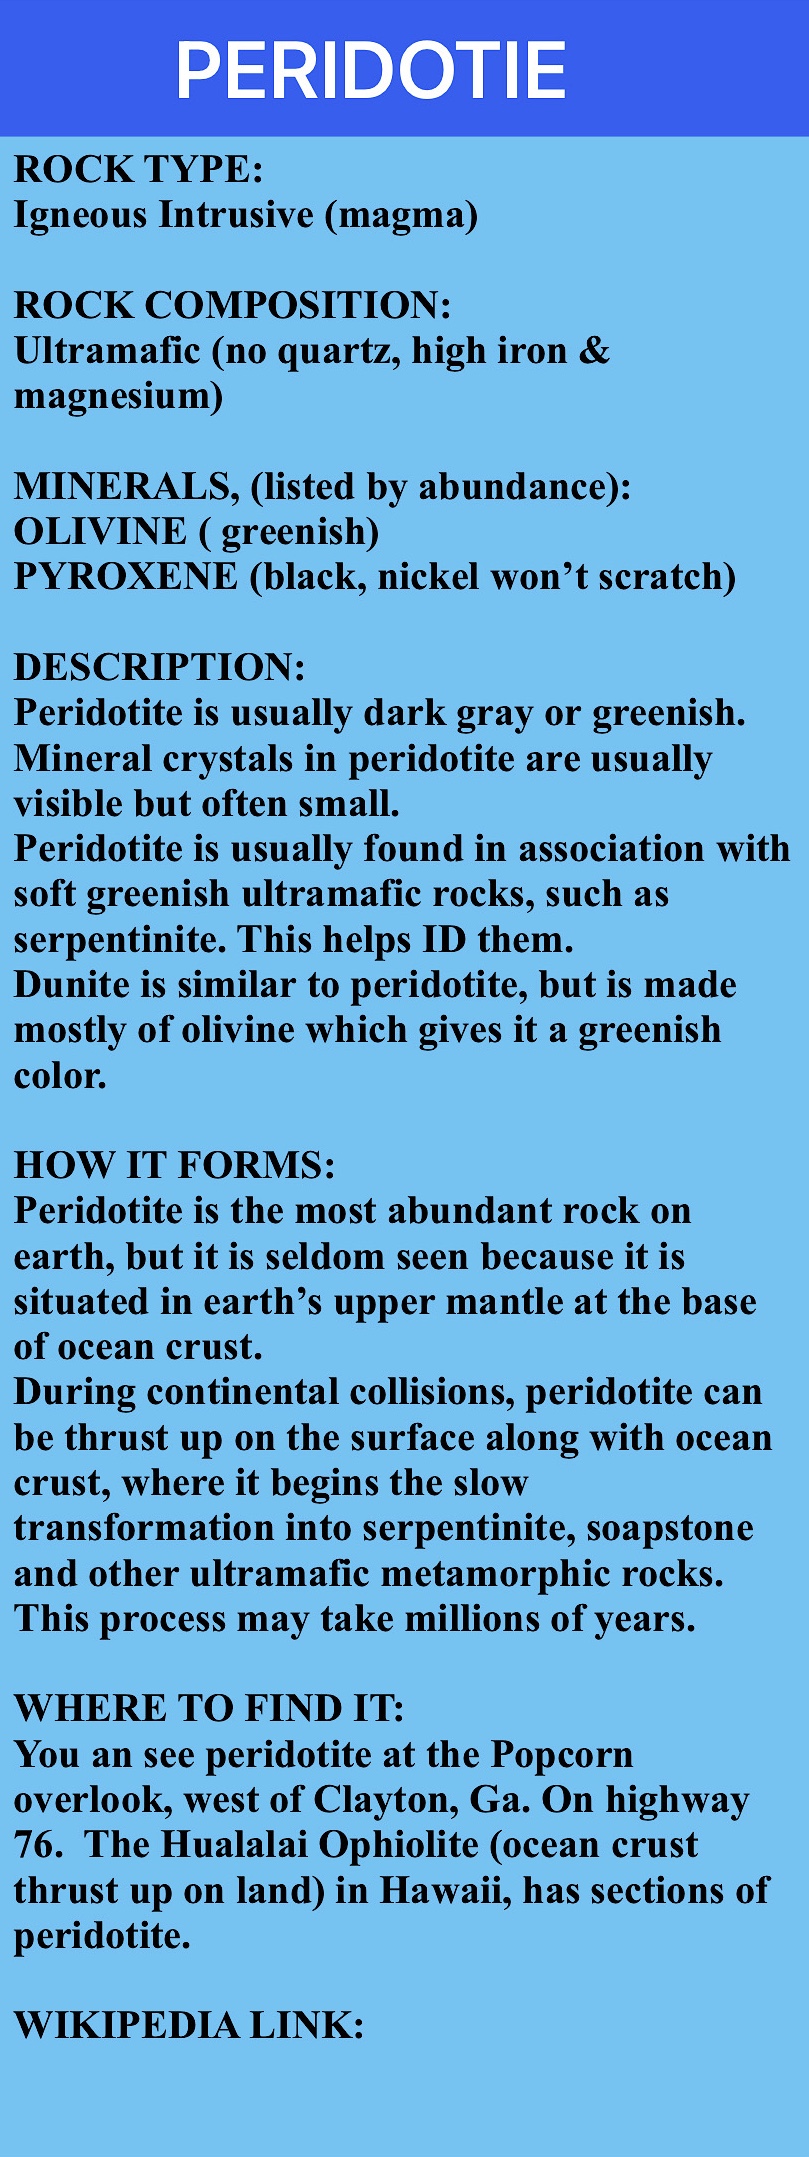 PERIDOTIE
ROCK TYPE:
Igneous Intrusive (magma)
ROCK COMPOSITION:
Ultramafic (no quartz, high iron &
magnesium)
MINERALS, (listed by abundance):
OLIVINE ( greenish)
PYROXENE (black, nickel won’t scratch)
DESCRIPTION:
Peridotite is usually dark gray or greenish.
Mineral crystals in peridotite are usually
visible but often small.
Peridotite is usually found in association with
soft greenish ultramafic rocks, such as
serpentinite. This helps ID them.
Dunite is similar to peridotite, but is made
mostly of olivine which gives it a greenish
color.
HOW IT FORMS:
Peridotite is the most abundant rock on
earth, but it is seldom seen because it is
situated in earth’s upper mantle at the base
of ocean crust.
During continental collisions, peridotite can
be thrust up on the surface along with ocean
crust, where it begins the slow
transformation into serpentinite, soapstone
and other ultramafic metamorphic rocks.
This process may take millions of years.
WHERE TO FIND IT:
You an see peridotite at the Popcorn
overlook, west of Clayton, Ga. On highway
76.  The Hualalai Ophiolite (ocean crust
thrust up on land) in Hawaii, has sections of
peridotite.
WIKIPEDIA LINK: